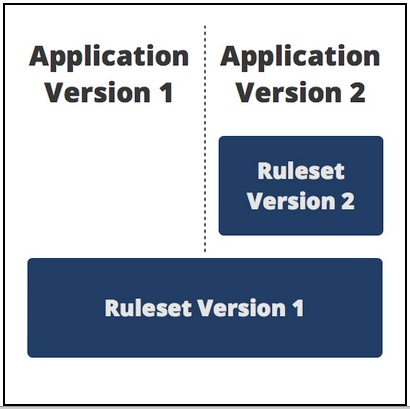 Application
Version 1
Application
Version 2
Ruleset
Version 2
Ruleset Version 1